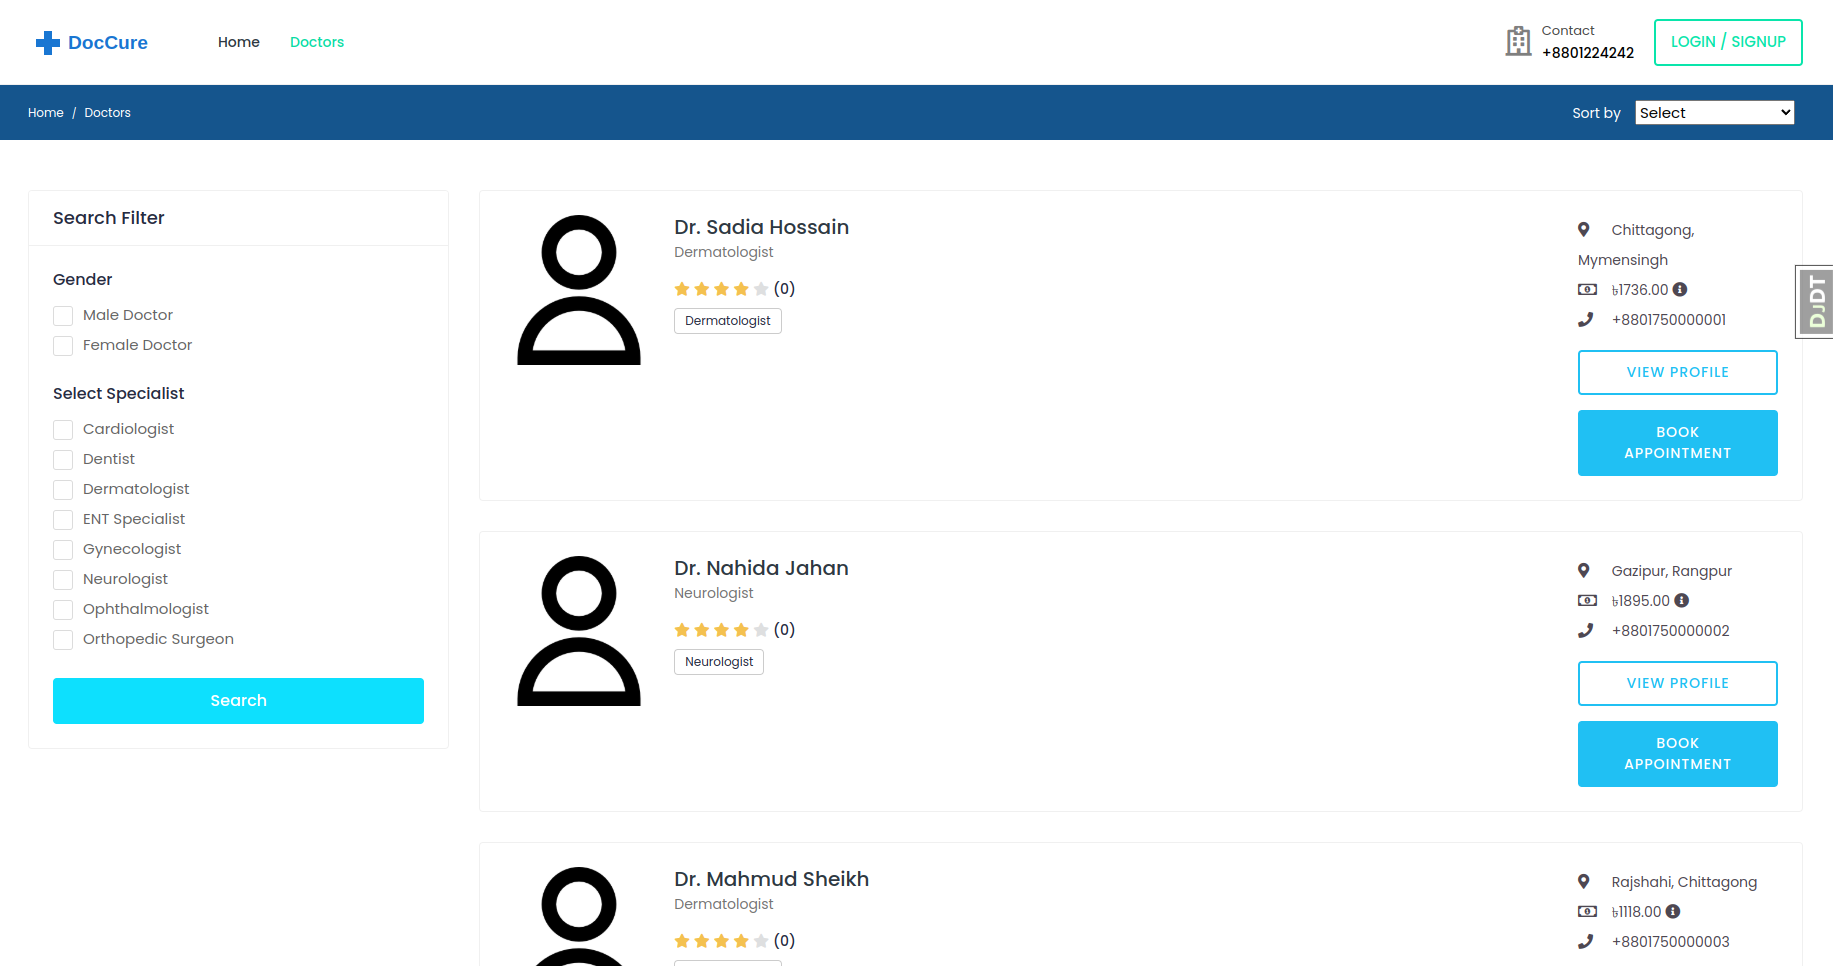 DocCure
Home
Doctors
Contact
+8801224242
LOGIN / SIGNUP
Home / Doctors
Sort by
Select
Search Filter
Gender
Male Doctor
Female Doctor
Select Specialist
Cardiologist
Dentist
Dermatologist
ENT Specialist
Gynecologist
Neurologist
Ophthalmologist
Orthopedic Surgeon
Search
Dr. Sadia Hossain
Dermatologist
(0)
Dermatologist
Chittagong,
Mymensingh
৳1736.00
+8801750000001
VIEW PROFILE
BOOK
APPOINTMENT
DJDT
Dr. Nahida Jahan
Neurologist
(0)
Neurologist
Gazipur, Rangpur
৳1895.00
+8801750000002
VIEW PROFILE
BOOK
APPOINTMENT
Dr. Mahmud Sheikh
Dermatologist
(0)
Rajshahi, Chittagong
৳1118.00
+8801750000003